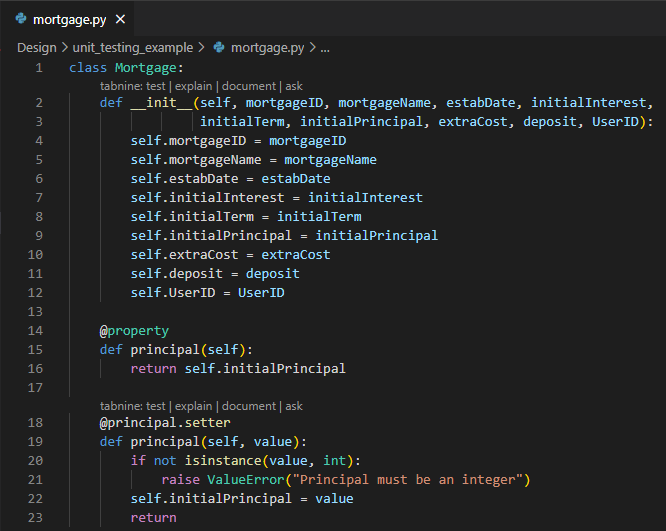 mortgage.py ×
Design > unit_testing_example > mortgage.py > ...
1 class Mortgage:
tabnine: test | explain | document | ask
2     def __init__(self, mortgageID, mortgageName, estabDate, initialInterest,
3                  initialTerm, initialPrincipal, extraCost, deposit, UserID):
4         self.mortgageID = mortgageID
5         self.mortgageName = mortgageName
6         self.estabDate = estabDate
7         self.initialInterest = initialInterest
8         self.initialTerm = initialTerm
9         self.initialPrincipal = initialPrincipal
10         self.extraCost = extraCost
11         self.deposit = deposit
12         self.UserID = UserID
13
14     @property
15     def principal(self):
16         return self.initialPrincipal
17
tabnine: test | explain | document | ask
18     @principal.setter
19     def principal(self, value):
20         if not isinstance(value, int):
21             raise ValueError("Principal must be an integer")
22         self.initialPrincipal = value
23         return